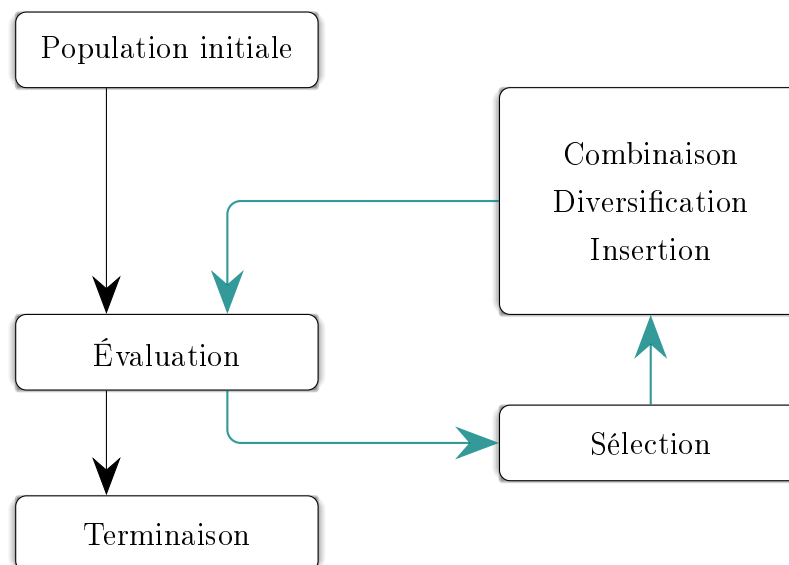 Population initiale
Combinaison
Diversification
Insertion
Évaluation
Sélection
Terminaison